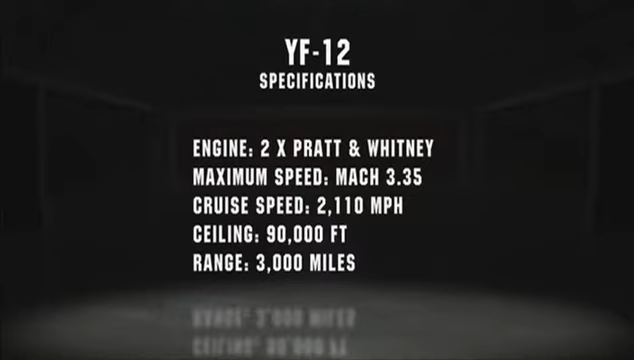 YF-12
SPECIFICATIONS
ENGINE: 2 X PRATT & WHITNEY
MAXIMUM SPEED: MACH 3.35
CRUISE SPEED: 2,110 MPH
CEILING: 90,000 FT
RANGE: 3,000 MILES